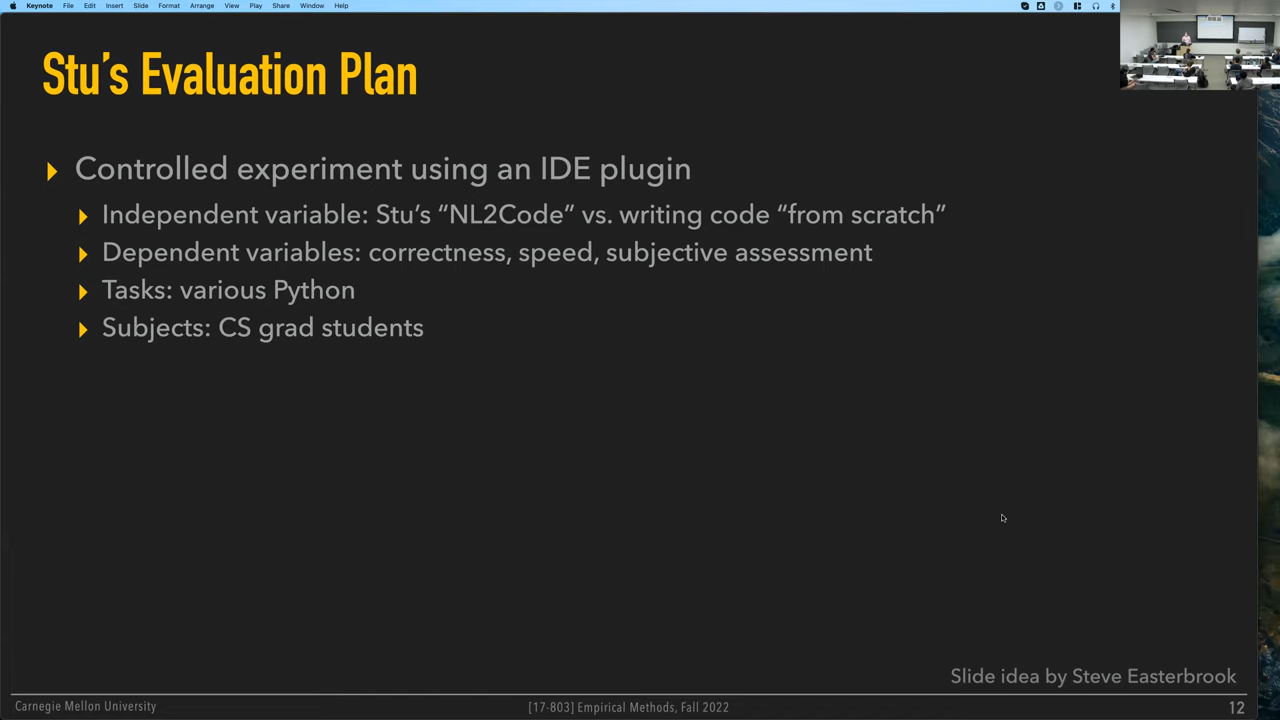 Keynote File Edit Insert Slide Format Arrange View Play Share Window Help
Stu's Evaluation Plan
Controlled experiment using an IDE plugin
Independent variable: Stu's “NL2Code” vs. writing code “from scratch”
Dependent variables: correctness, speed, subjective assessment
Tasks: various Python
Subjects: CS grad students
Slide idea by Steve Easterbrook
Carnegie Mellon University [17-803] Empirical Methods, Fall 2022 12